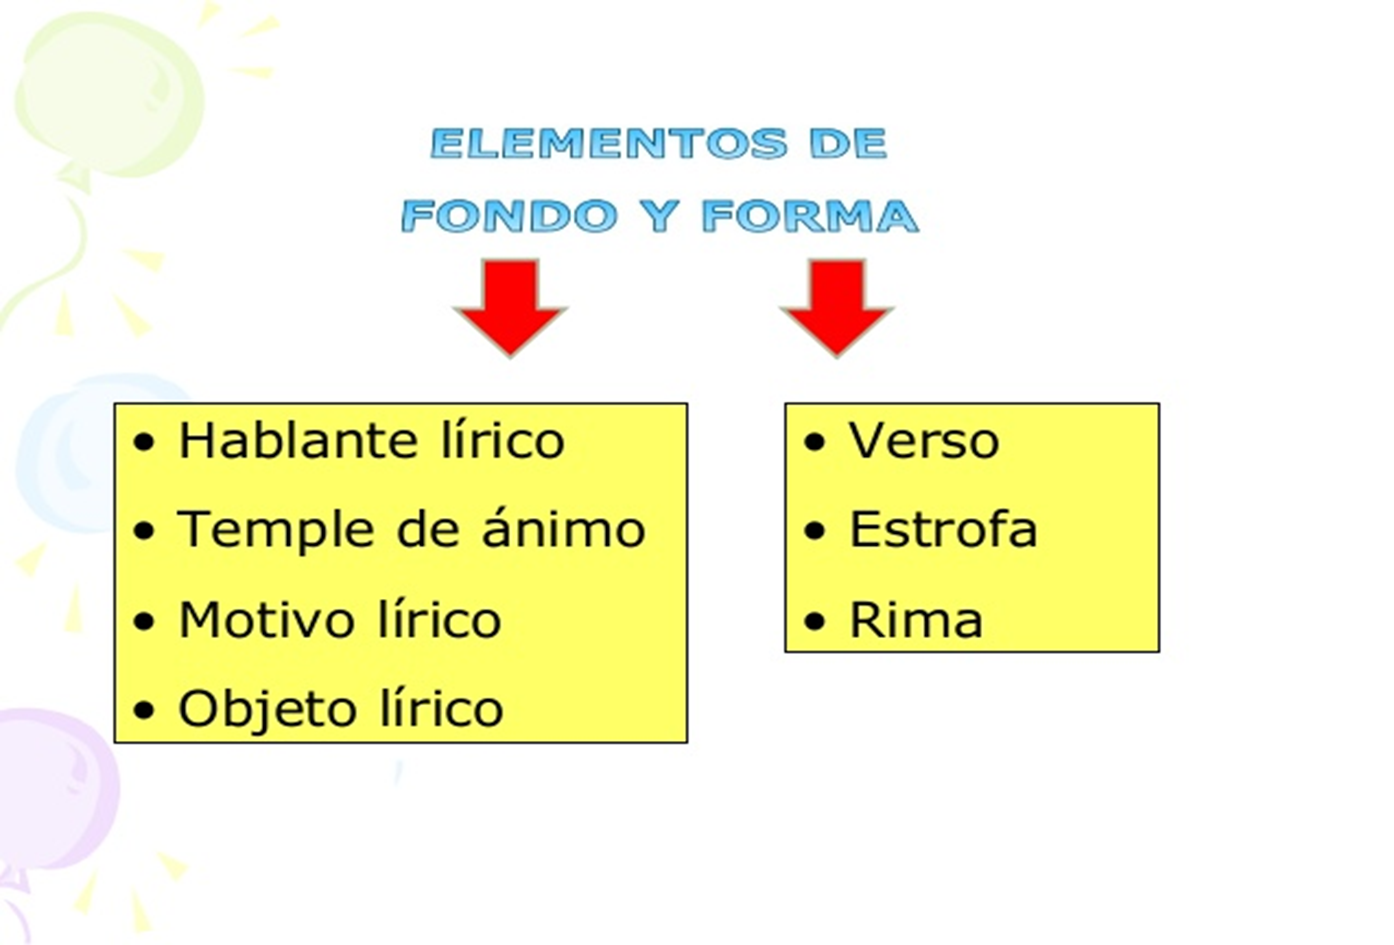 ELEMENTOS DE
FONDO Y FORMA
• Hablante lírico
• Temple de ánimo
• Motivo lírico
• Objeto lírico
• Verso
• Estrofa
• Rima